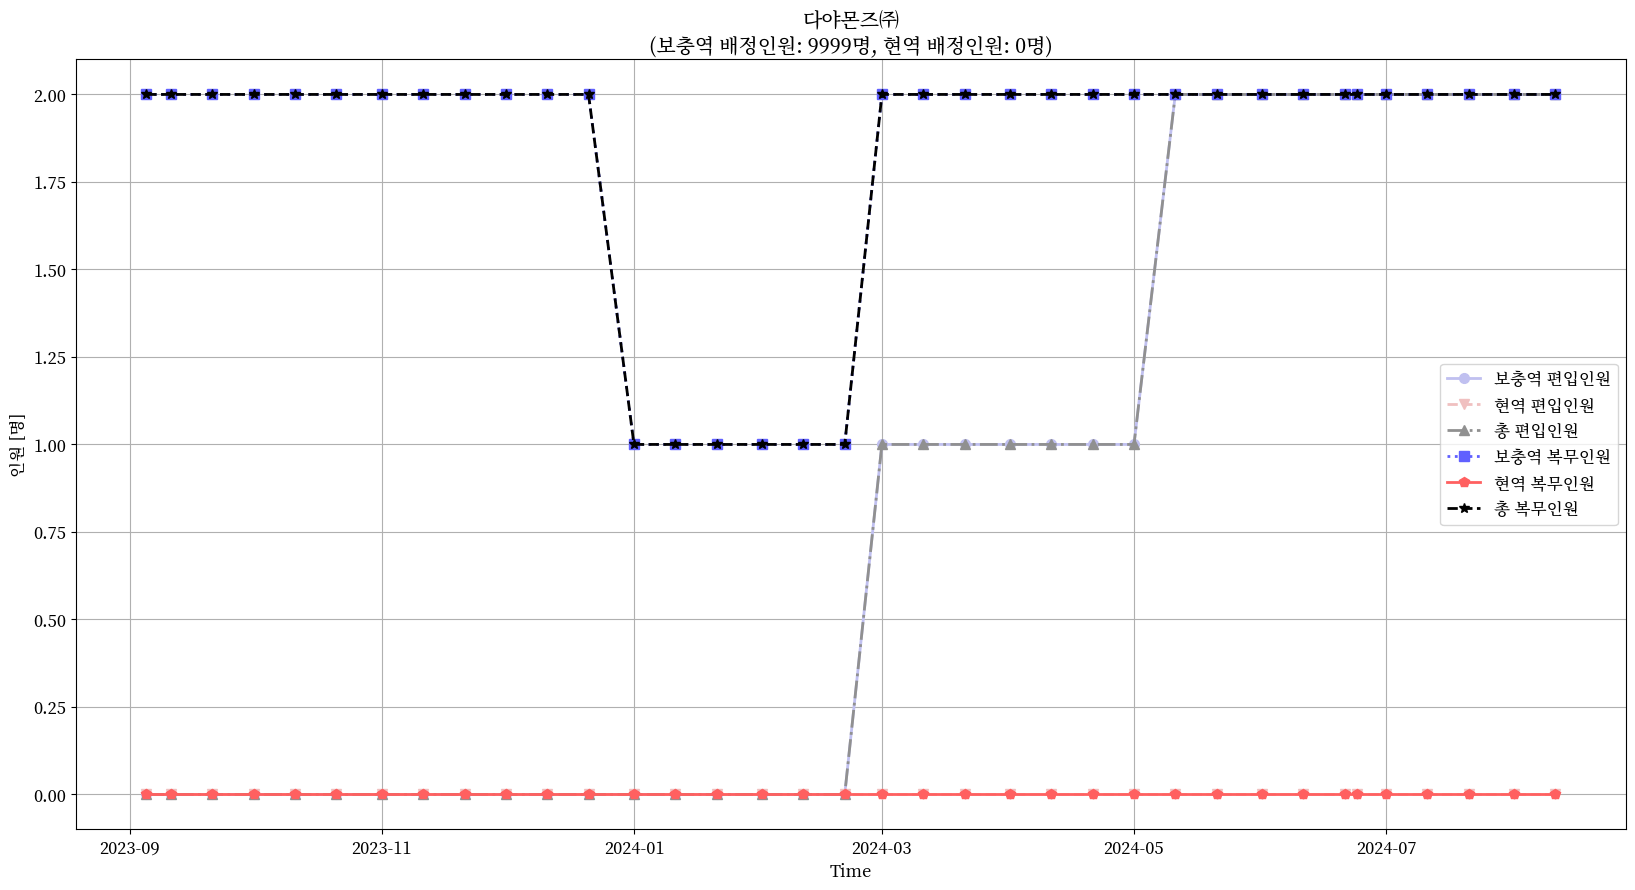 다야몬즈㈜
(보충역 배정인원: 9999명, 현역 배정인원: 0명)
인원 [명]
2.00
1.75
1.50
1.25
1.00
0.75
0.50
0.25
0.00
보충역 편입인원
현역 편입인원
총 편입인원
보충역 복무인원
현역 복무인원
총 복무인원
2023-09
2023-11
2024-01
2024-03
2024-05
2024-07
Time